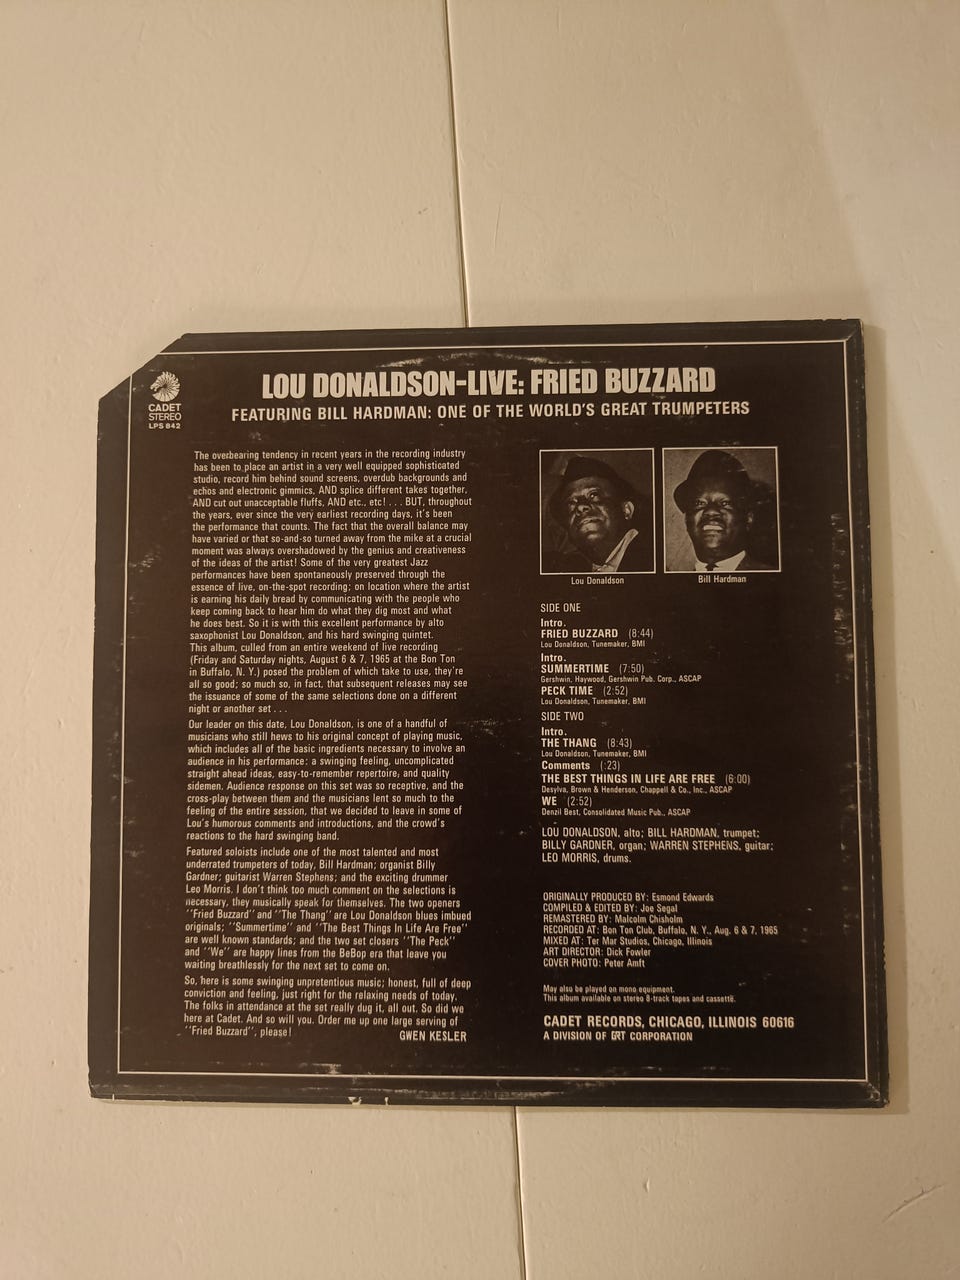 CADET
STEREO
LPS 842
LOU DONALDSON-LIVE: FRIED BUZZARD
FEATURING BILL HARDMAN: ONE OF THE WORLD'S GREAT TRUMPETERS
The overbearing tendency in recent years in the recording industry
has been to place an artist in a very well equipped sophisticated
studio, record him behind sound screens, overdub backgrounds and
echos and electronic gimmics, AND splice different takes together,
AND cut out unacceptable fluffs, AND etc., etc! . . . BUT, throughout
the years, ever since the very earliest recording days, it's been
the performance that counts. The fact that the overall balance may
have varied or that so-and-so turned away from the mike at a crucial
moment was always overshadowed by the genius and creativeness
of the ideas of the artist! Some of the very greatest Jazz
performances have been spontaneously preserved through the
essence of live, on-the-spot recording; on location where the artist
is earning his daily bread by communicating with the people who
keep coming back to hear him do what they dig most and what
he does best. So it is with this excellent performance by alto
saxophonist Lou Donaldson, and his hard swinging quintet.
This album, culled from an entire weekend of live recording
(Friday and Saturday nights, August 6 & 7, 1965 at the Bon Ton
in Buffalo, N. Y.) posed the problem of which take to use, they're
all so good; so much so, in fact, that subsequent releases may see
the issuance of some of the same selections done on a different
night or another set . . .
Our leader on this date, Lou Donaldson, is one of a handful of
musicians who still hews to his original concept of playing music,
which includes all of the basic ingredients necessary to involve an
audience in his performance: a swinging feeling, uncomplicated
straight ahead ideas, easy-to-remember repertoire, and quality
sidemen. Audience response on this set was so receptive, and the
cross-play between them and the musicians lent so much to the
feeling of the entire session, that we decided to leave in some of
Lou's humorous comments and introductions, and the crowd's
reactions to the hard swinging band.
Featured soloists include one of the most talented and most
underrated trumpeters of today, Bill Hardman; organist Billy
Gardner; guitarist Warren Stephens; and the exciting drummer
Leo Morris. I don't think too much comment on the selections is
necessary, they musically speak for themselves. The two openers
"Fried Buzzard" and "The Thang" are Lou Donaldson blues imbued
originals; "Summertime" and "The Best Things In Life Are Free"
are well known standards; and the two set closers "The Peck"
and "We" are happy lines from the BeBop era that leave you
waiting breathlessly for the next set to come on.
So, here is some swinging unpretentious music; honest, full of deep
conviction and feeling, just right for the relaxing needs of today.
The folks in attendance at the set really dug it, all out. So did we
here at Cadet. And so will you. Order me up one large serving of
"Fried Buzzard", please!
GWEN KESLER
Lou Donaldson
Bill Hardman
SIDE ONE
Intro.
FRIED BUZZARD (8:44)
Lou Donaldson, Tunemaker, BMI
Intro.
SUMMERTIME (7:50)
Gershwin, Haywood, Gershwin Pub. Corp., ASCAP
PECK TIME (2:52)
Lou Donaldson, Tunemaker, BMI
SIDE TWO
Intro.
THE THANG (8:43)
Lou Donaldson, Tunemaker, BMI
Comments (:23)
THE BEST THINGS IN LIFE ARE FREE (6:00)
Desylva, Brown & Henderson, Chappell & Co., Inc., ASCAP
WE (2:52)
Denzil Best, Consolidated Music Pub., ASCAP
LOU DONALDSON, alto; BILL HARDMAN, trumpet;
BILLY GARDNER, organ; WARREN STEPHENS, guitar;
LEO MORRIS, drums.
ORIGINALLY PRODUCED BY: Esmond Edwards
COMPILED & EDITED BY: Joe Segal
REMASTERED BY: Malcolm Chisholm
RECORDED AT: Bon Ton Club, Buffalo, N. Y., Aug. 6 & 7, 1965
MIXED AT: Ter Mar Studios, Chicago, Illinois
ART DIRECTOR: Dick Fowler
COVER PHOTO: Peter Amft
May also be played on mono equipment.
This album available on stereo 8-track tapes and cassette.
CADET RECORDS, CHICAGO, ILLINOIS 60616
A DIVISION OF GRT CORPORATION